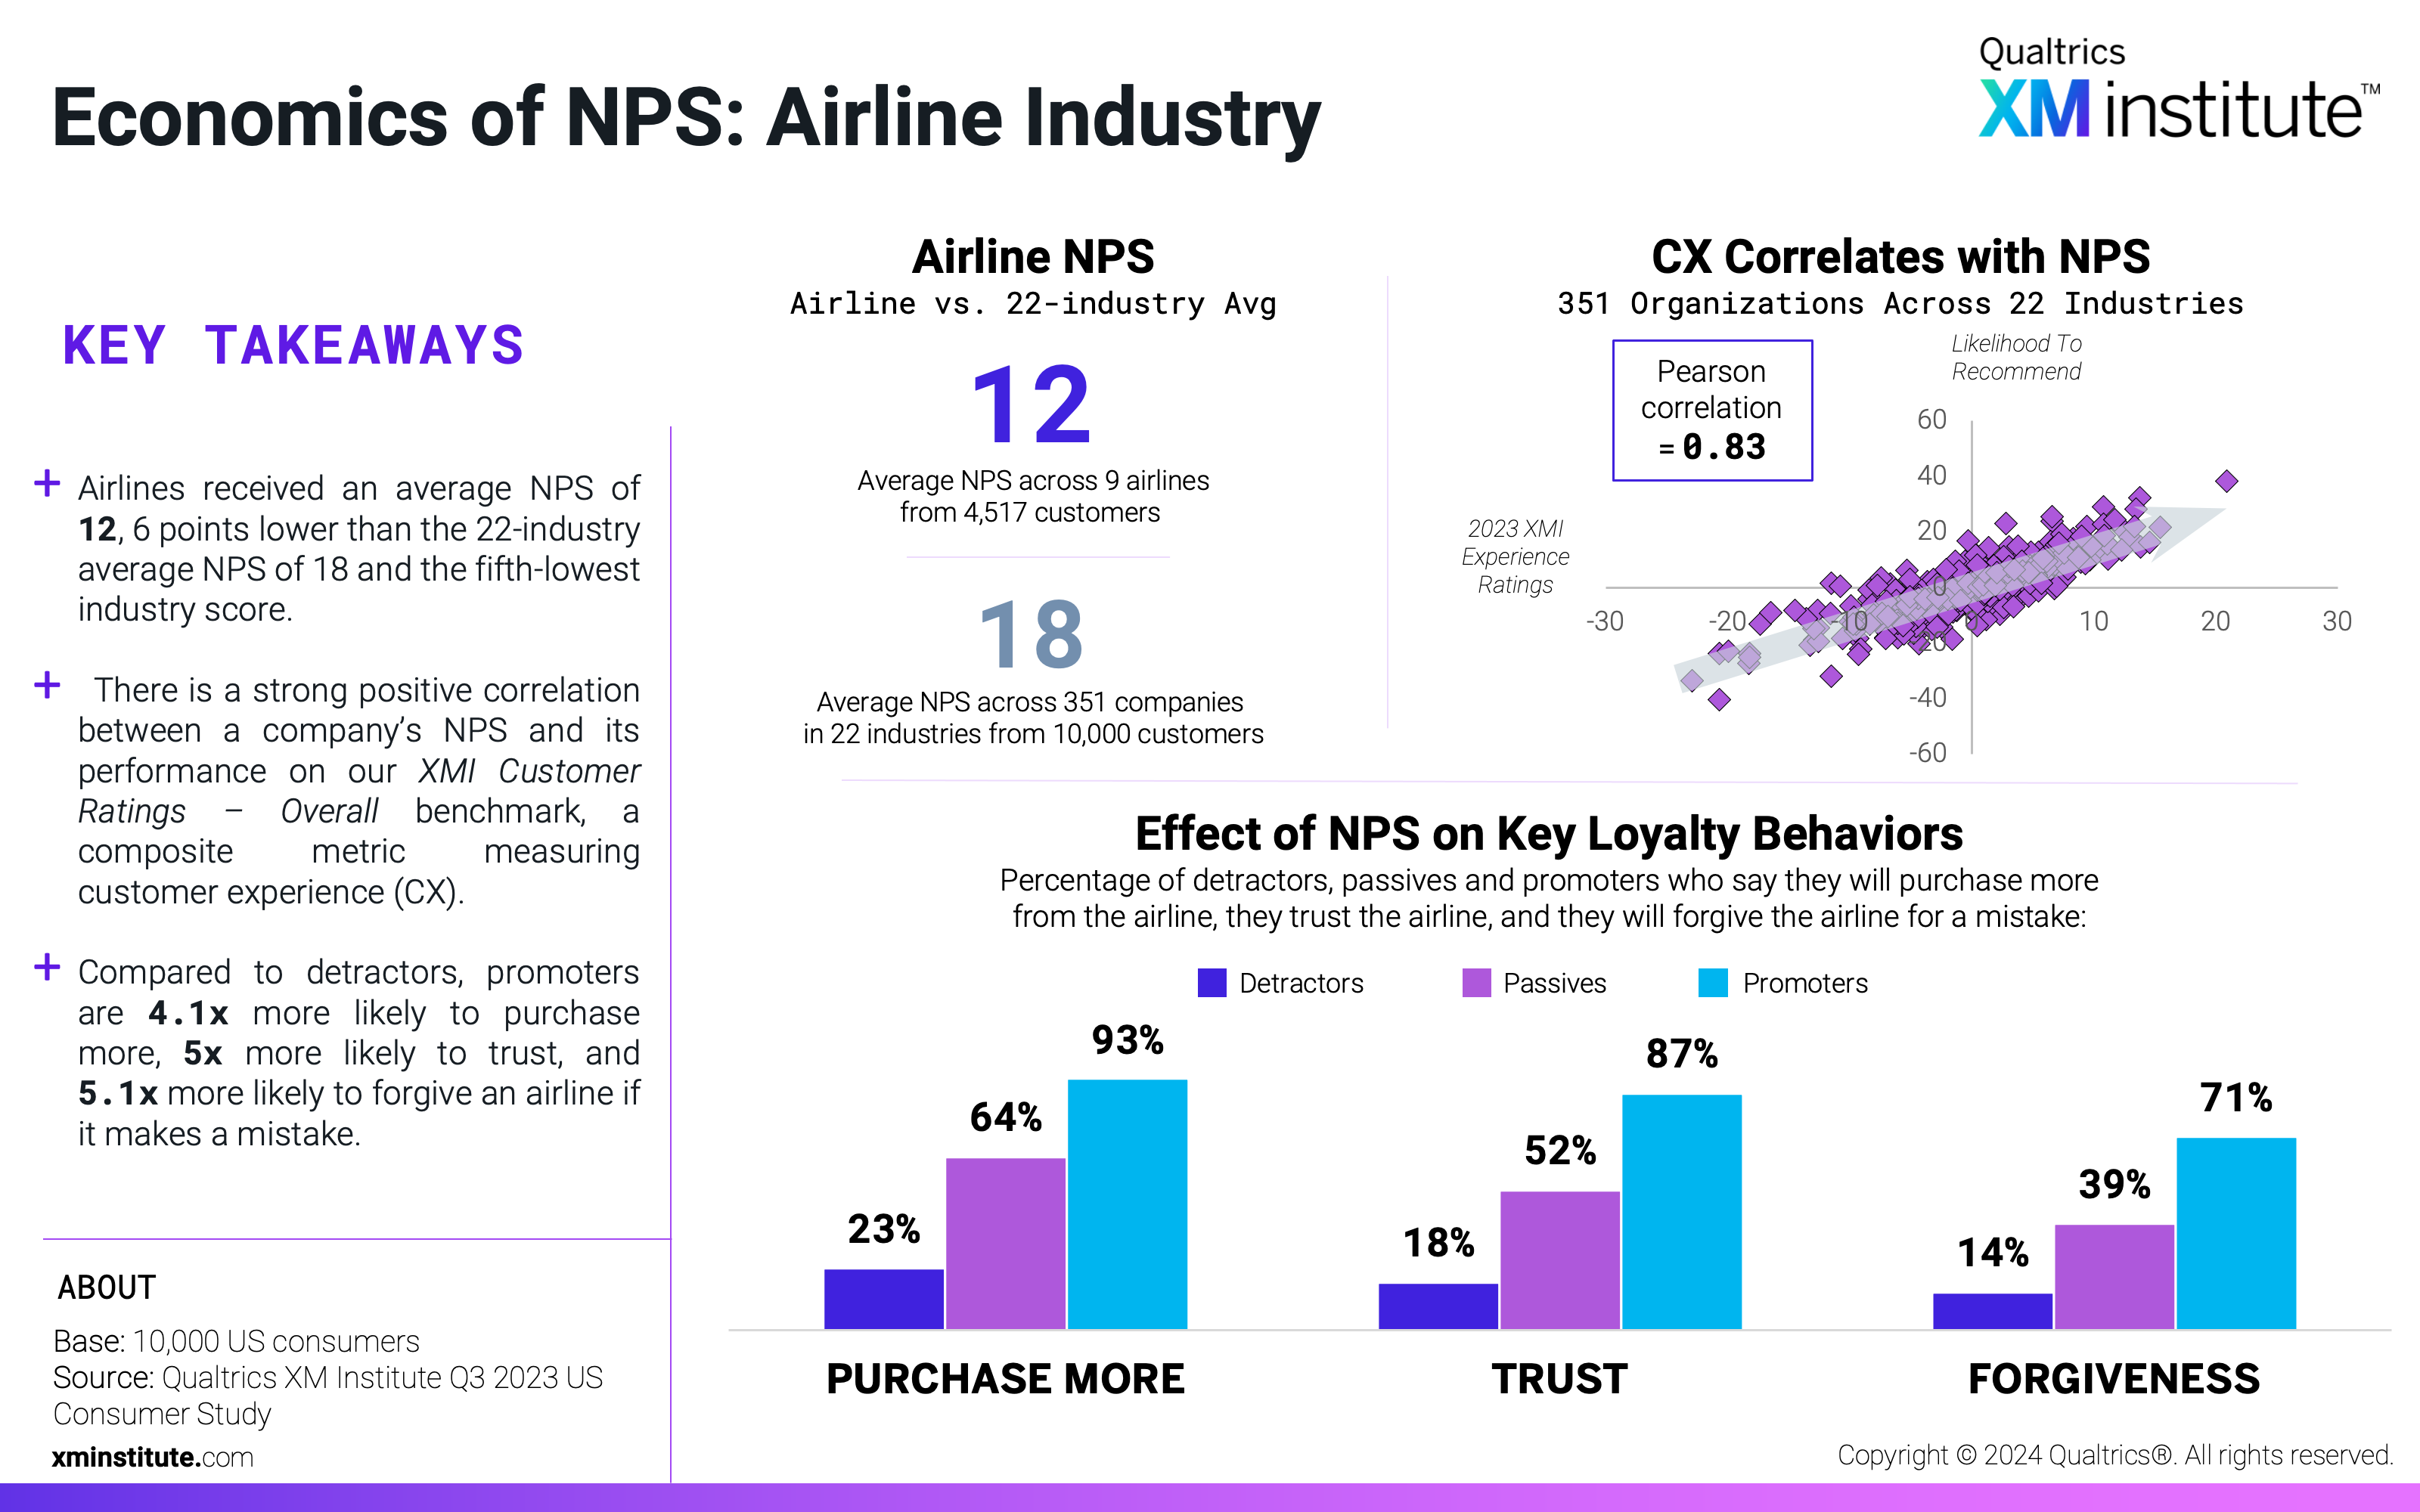 Economics of NPS: Airline Industry
Qualtrics
XM institute™
KEY TAKEAWAYS
+ Airlines received an average NPS of
12, 6 points lower than the 22-industry
average NPS of 18 and the fifth-lowest
industry score.
+ There is a strong positive correlation
between a company’s NPS and its
performance on our XMI Customer
Ratings – Overall benchmark, a
composite metric measuring
customer experience (CX).
+ Compared to detractors, promoters
are 4.1x more likely to purchase
more, 5x more likely to trust, and
5.1x more likely to forgive an airline if
it makes a mistake.
ABOUT
Base: 10,000 US consumers
Source: Qualtrics XM Institute Q3 2023 US
Consumer Study
xminstitute.com
Airline NPS
Airline vs. 22-industry Avg
12
Average NPS across 9 airlines
from 4,517 customers
18
Average NPS across 351 companies
in 22 industries from 10,000 customers
CX Correlates with NPS
351 Organizations Across 22 Industries
Pearson
correlation
= 0.83
Likelihood To
Recommend
2023 XMI
Experience
Ratings
60
40
20
0
-20
-40
-60
-30 -20 -10 0 10 20 30
Effect of NPS on Key Loyalty Behaviors
Percentage of detractors, passives and promoters who say they will purchase more
from the airline, they trust the airline, and they will forgive the airline for a mistake:
Detractors Passives Promoters
23% 64% 93%
18% 52% 87%
14% 39% 71%
PURCHASE MORE TRUST FORGIVENESS
Copyright © 2024 Qualtrics®. All rights reserved.